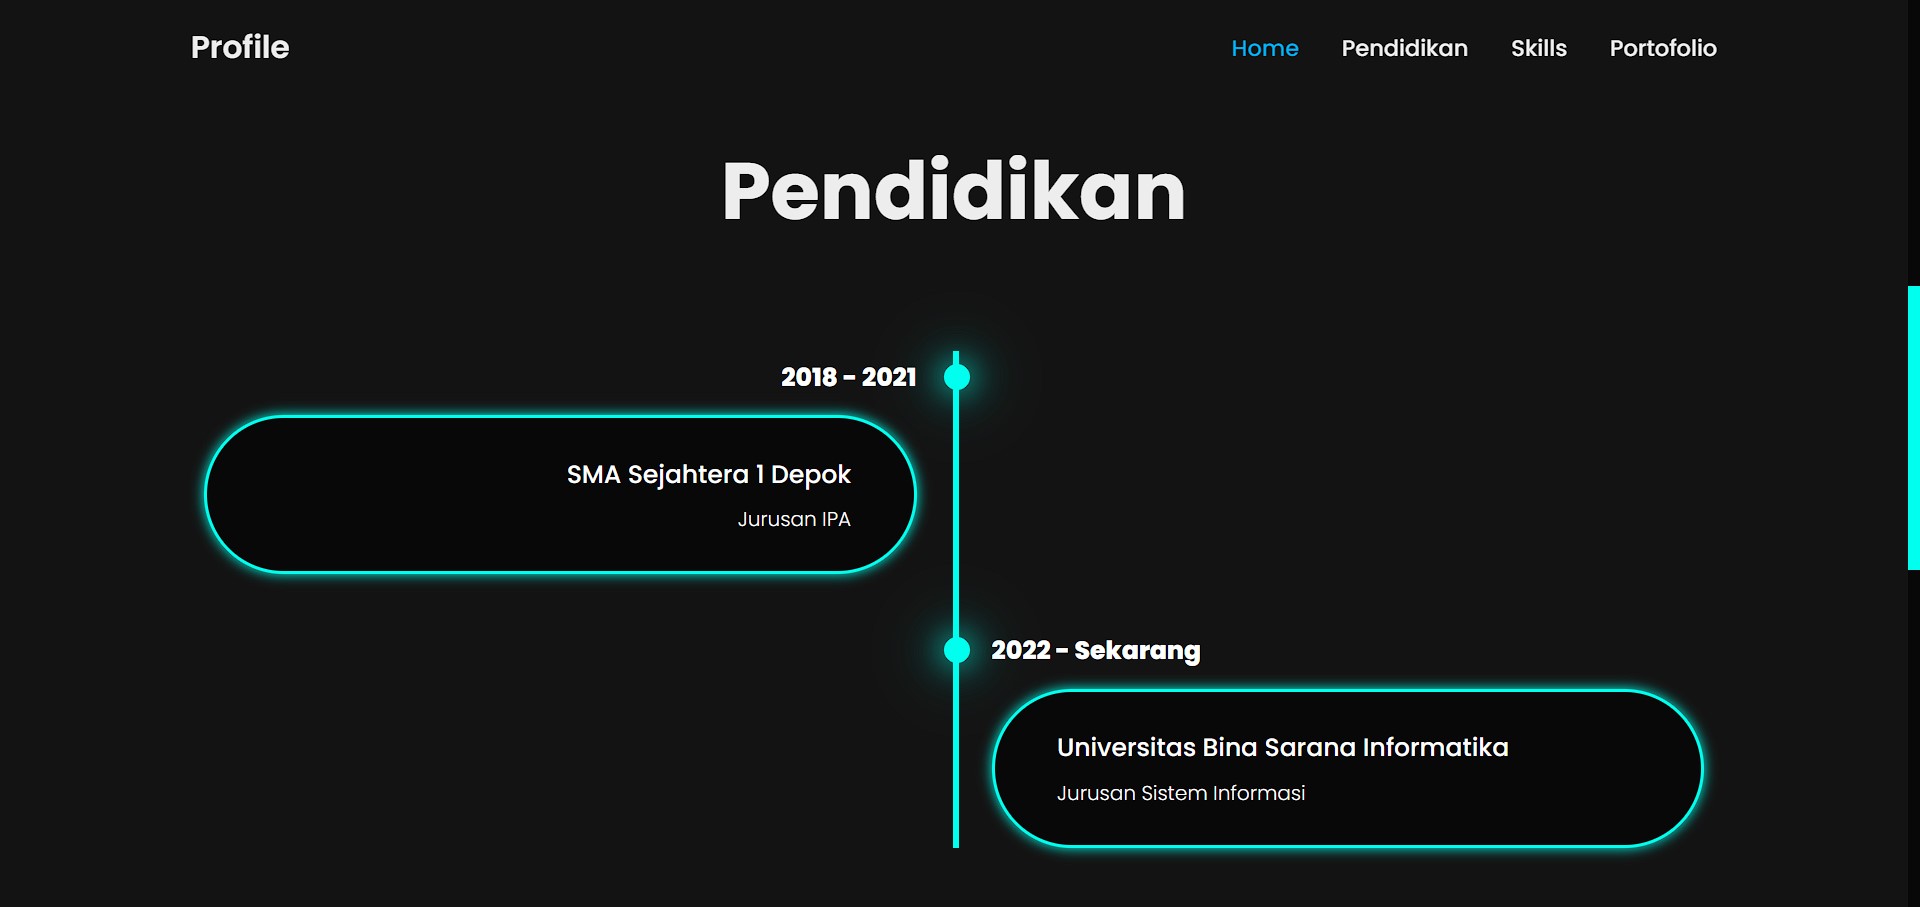 Profile
Home Pendidikan Skills Portofolio
Pendidikan
2018 - 2021
SMA Sejahtera 1 Depok
Jurusan IPA
2022 - Sekarang
Universitas Bina Sarana Informatika
Jurusan Sistem Informasi